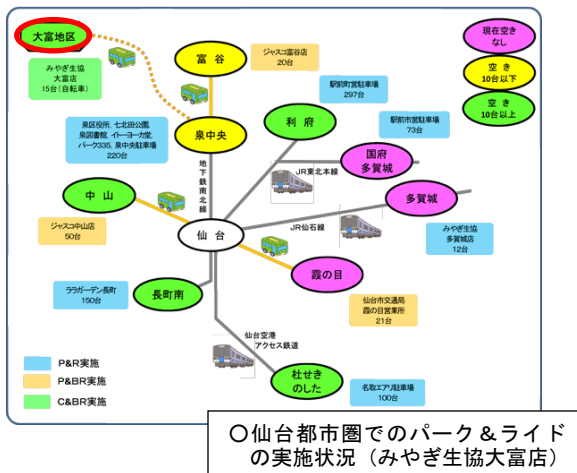 大富地区
みやぎ生協
大富店
15台(自転車)
富谷
ジャスコ富谷店
20台
現在空き
なし
空き
10台以下
空き
10台以上
泉区役所、七北田公園、
泉図書館、イトーヨーカ堂、
パーク335、泉中央駐車場
220台
泉中央
駅前町営駐車場
297台
利府
駅前市営駐車場
73台
国府
多賀城
JR東北本線
地下鉄南北線
中山
ジャスコ中山店
50台
仙台
多賀城
JR仙石線
みやぎ生協
多賀城店
12台
霞の目
仙台市交通局
霞の目営業所
21台
ララガーデン長町
150台
長町南
仙台空港
アクセス鉄道
杜せき
のした
名取エアリ駐車場
100台
P&R実施
P&BR実施
C&BR実施
〇仙台都市圏でのパーク&ライド
の実施状況(みやぎ生協大富店)